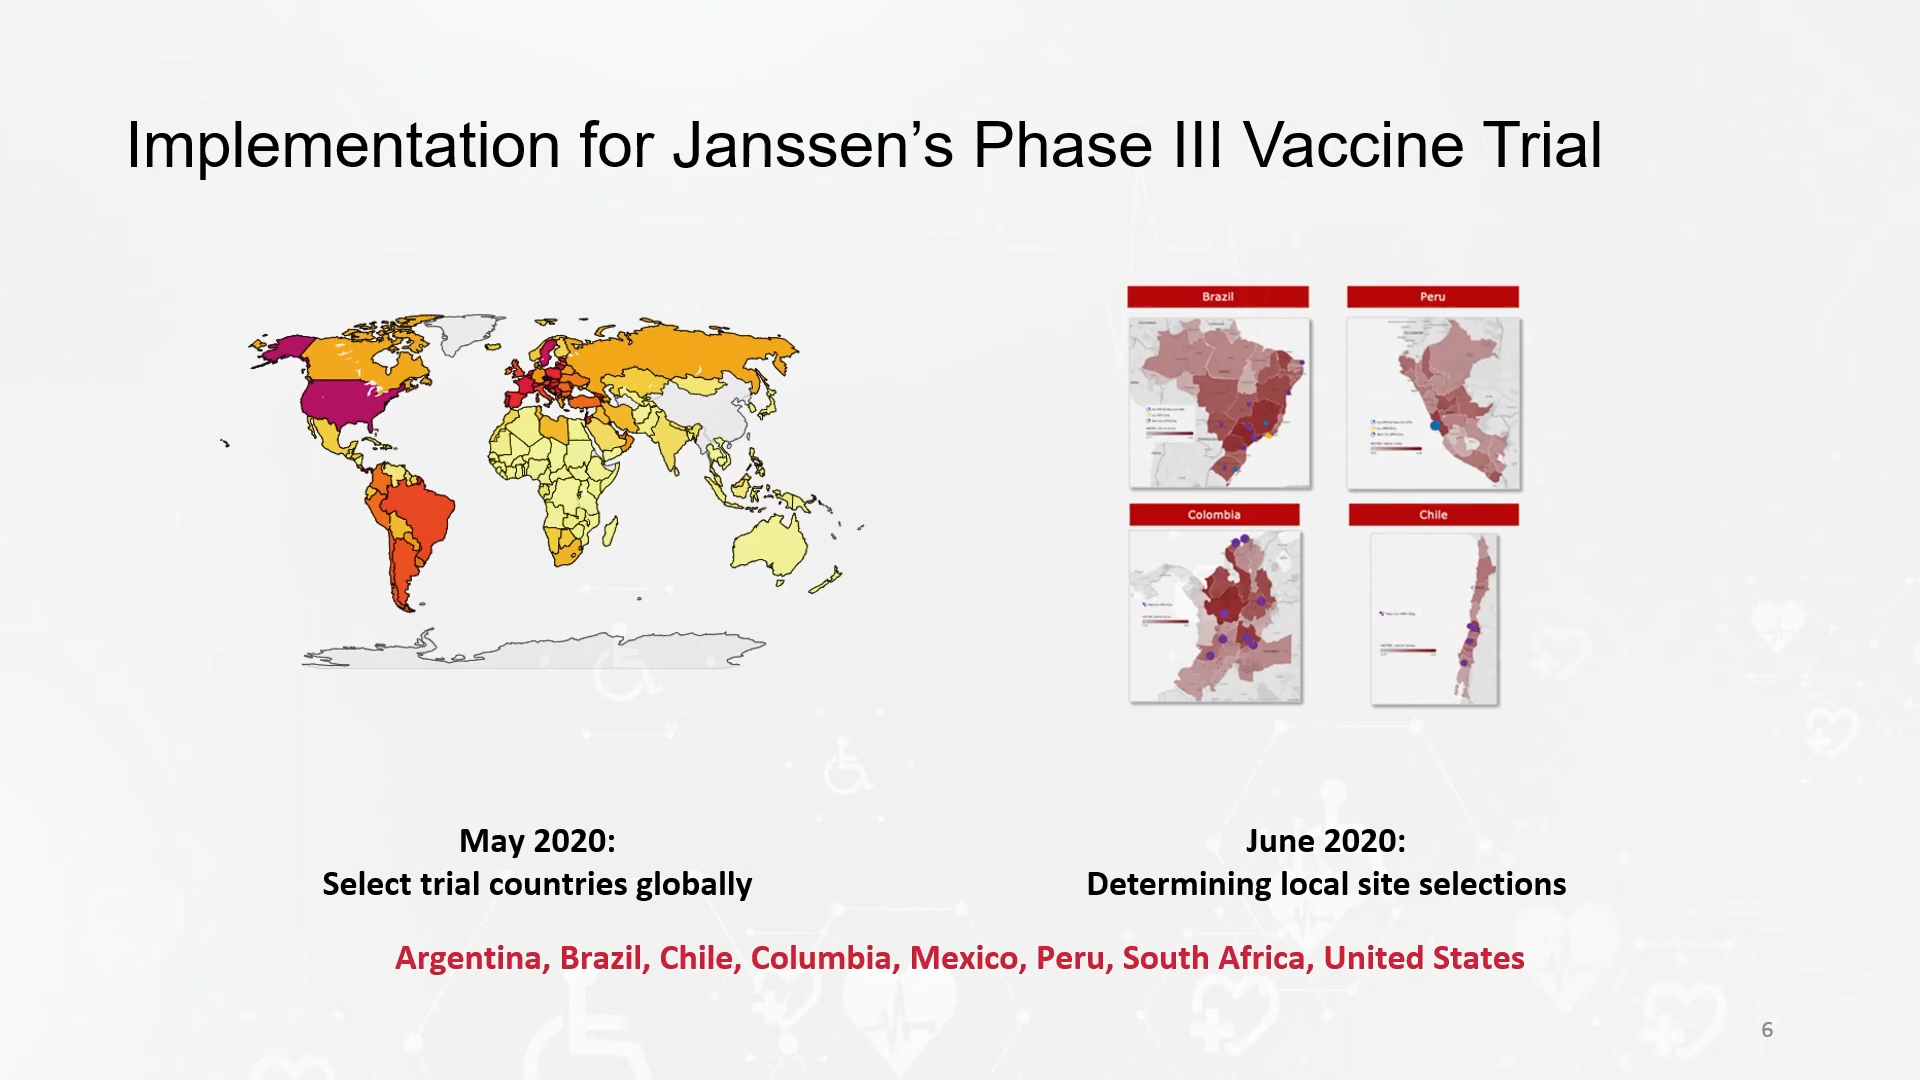 Implementation for Janssen’s Phase III Vaccine Trial
Brazil
Peru
Colombia
Chile
May 2020:
Select trial countries globally
June 2020:
Determining local site selections
Argentina, Brazil, Chile, Columbia, Mexico, Peru, South Africa, United States
6